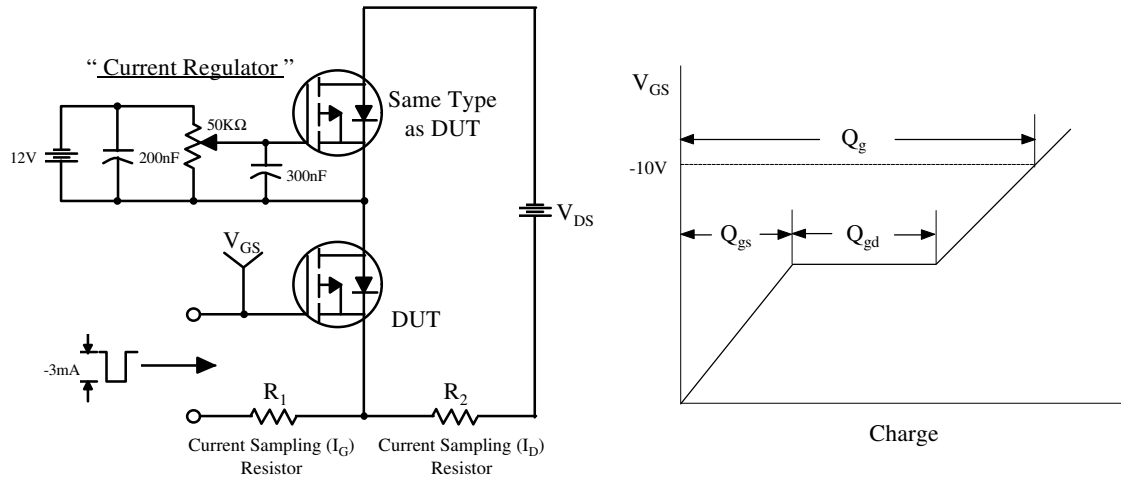 “ Current Regulator ”
Same Type
as DUT
50KΩ
12V
200nF
300nF
V_DS
V_GS
DUT
-3mA
R_1
R_2
Current Sampling (I_G)
Resistor
Current Sampling (I_D)
Resistor
V_GS
Q_g
-10V
Q_gs
Q_gd
Charge